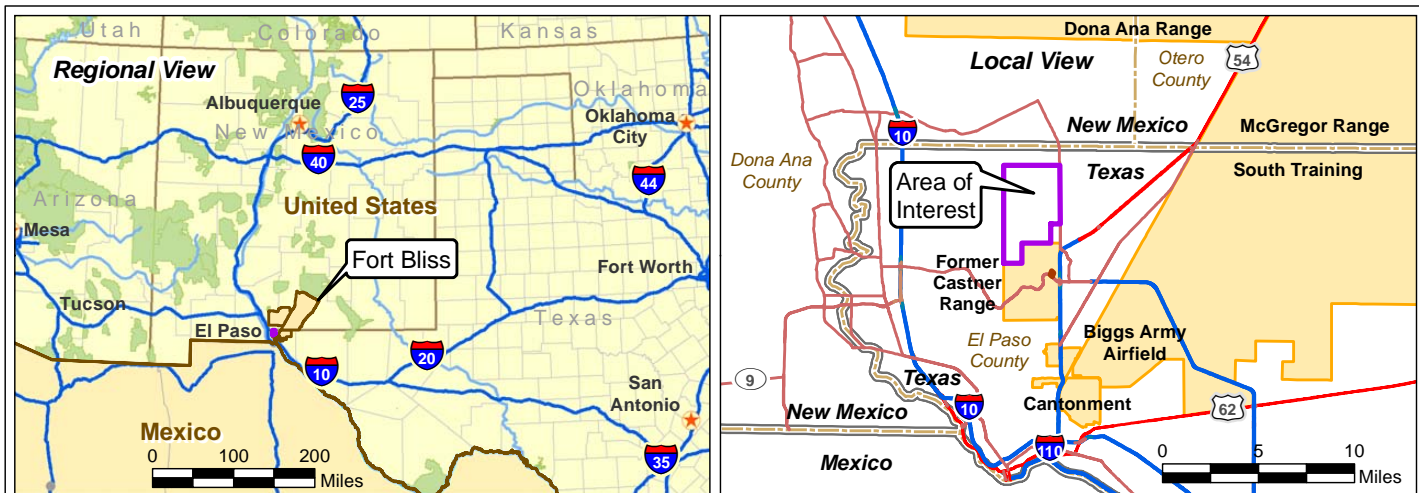 Utah
Colorado
Kansas
Regional View
25
Oklahoma
Albuquerque
Oklahoma
City
New Mexico
40
44
Arizona
United States
Mesa
Fort Bliss
Fort Worth
Tucson
El Paso
Texas
20
10
San
Antonio
Mexico
0 100 200
Miles
35
Dona Ana Range
Local View
Otero
County
54
10
New Mexico
McGregor Range
Dona Ana
County
Texas
South Training
Area of
Interest
Former
Castner
Range
El Paso
County
Biggs Army
Airfield
Texas
9
10
Cantonment
62
New Mexico
Mexico
110
0 5 10
Miles